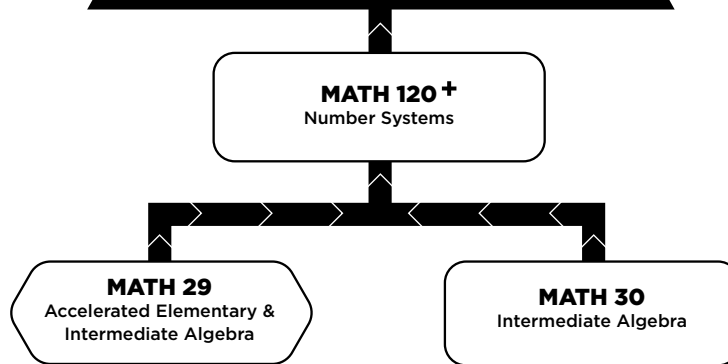 MATH 120+
Number Systems
MATH 29
Accelerated Elementary &
Intermediate Algebra
MATH 30
Intermediate Algebra